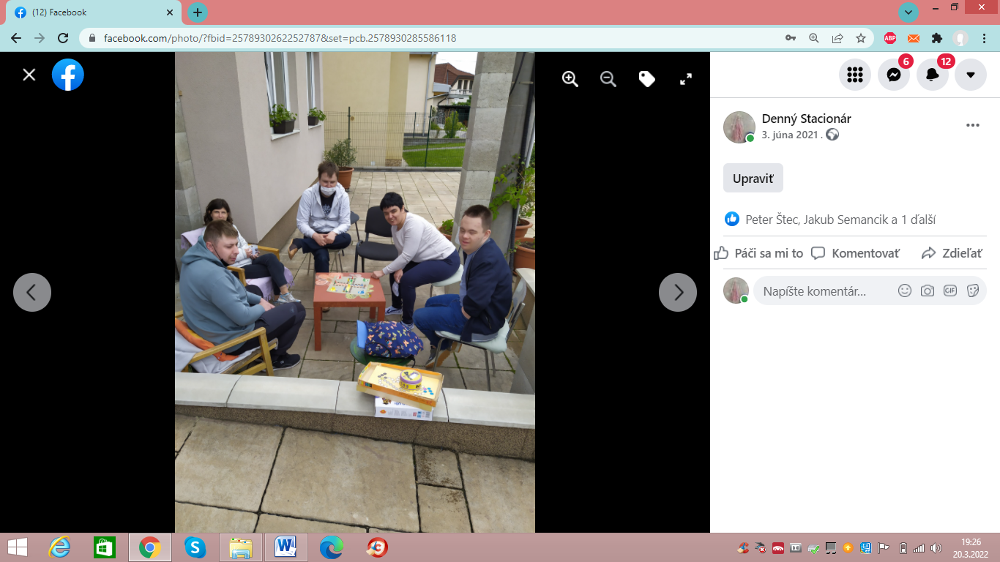 (12) Facebook
facebook.com/photo/?fbid=2578930262252787&set=pcb.2578930285586118
ABP
6
12
Denný Stacionár
3. júna 2021 .
Upraviť
Peter Štec, Jakub Semancik a 1 ďalší
Páči sa mi to
Komentovať
Zdieľať
Napíšte komentár...
GIF
19:26
20.3.2022